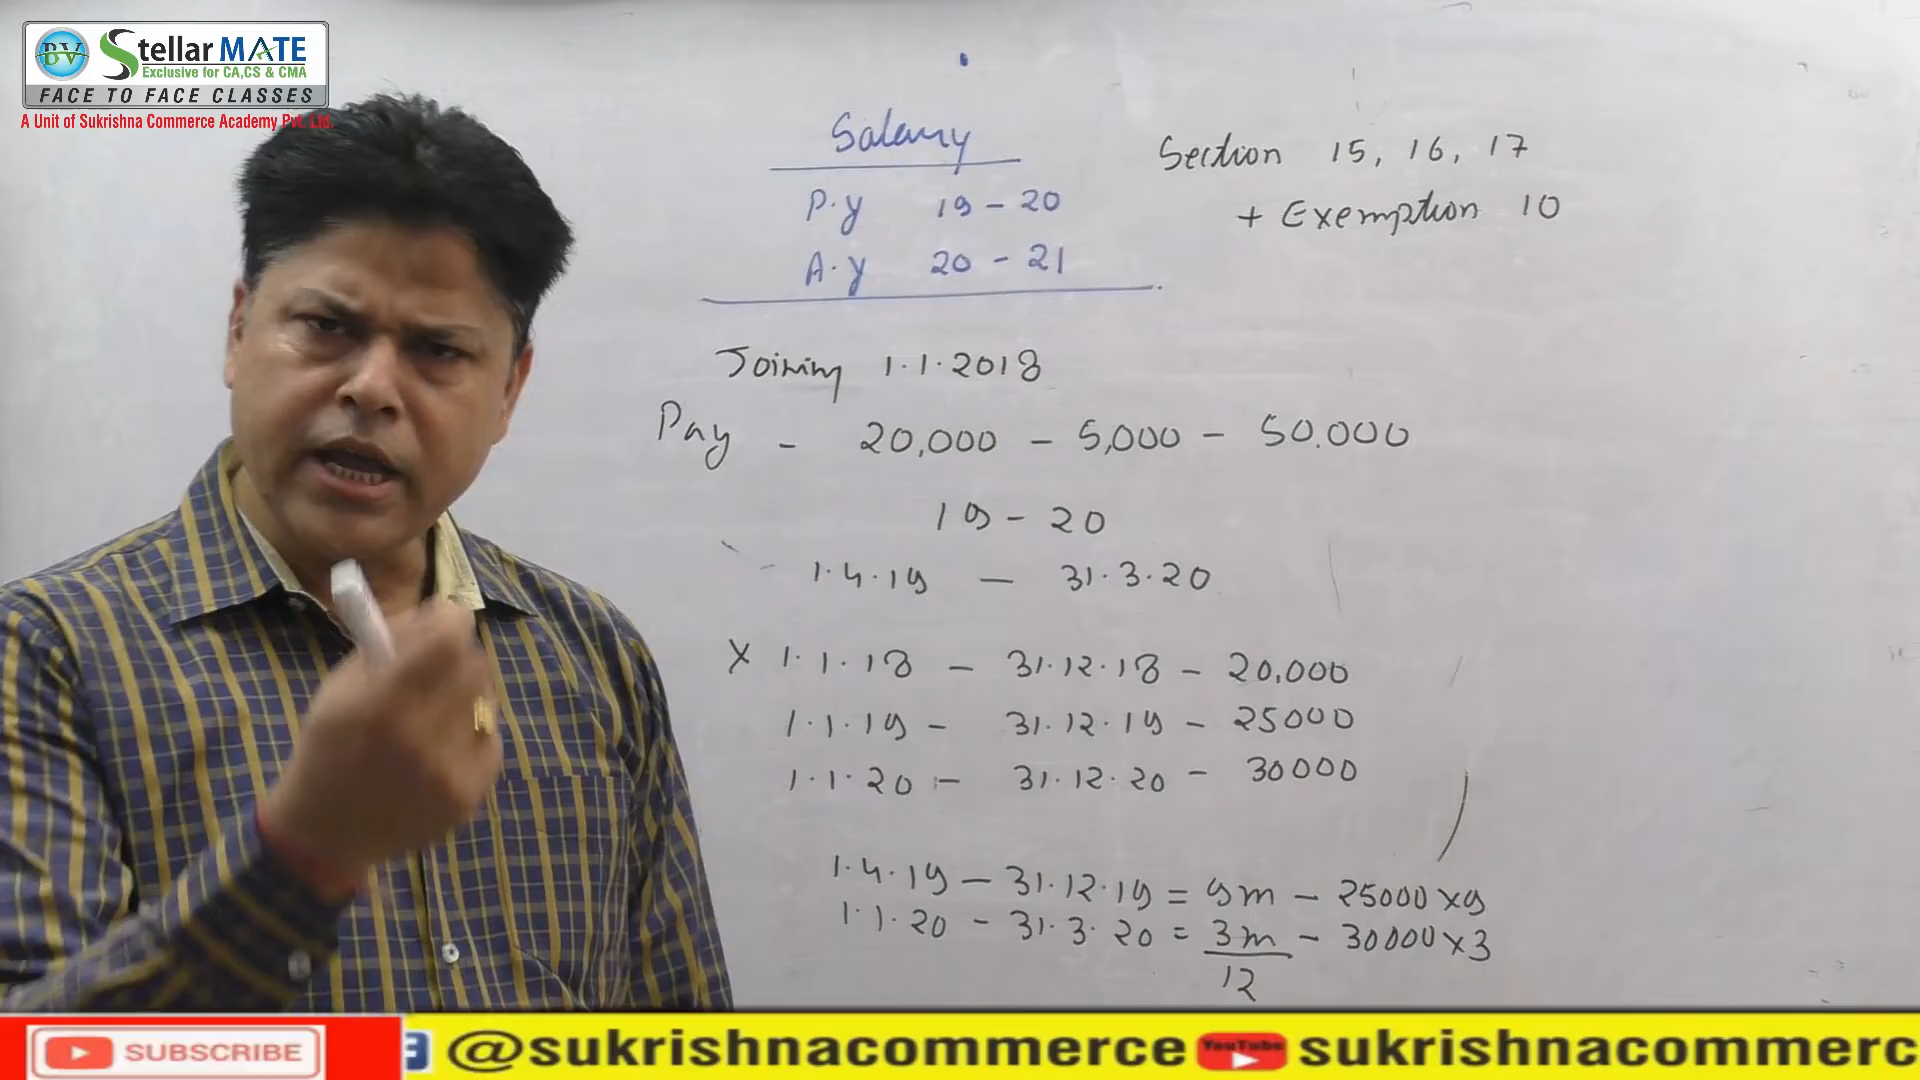 BV Stellar MATE
Exclusive for CA,CS & CMA
FACE TO FACE CLASSES
A Unit of Sukrishna Commerce Academy Pvt. Ltd.
Salary
P.y 19 - 20
A.y 20 - 21
Section 15, 16, 17
+ Exemption 10
Joining 1.1.2018
Pay - 20,000 - 5,000 - 50.000
19 - 20
1.4.19 - 31.3.20
X 1.1.18 - 31.12.18 - 20,000
1.1.19 - 31.12.19 - 25000
1.1.20 - 31.12.20 - 30000
1.4.19 - 31.12.19 = 9m - 25000 x 9
1.1.20 - 31.3.20 = 3m - 30000 x 3
12
SUBSCRIBE
@sukrishnacommerce YouTube sukrishnacommerc